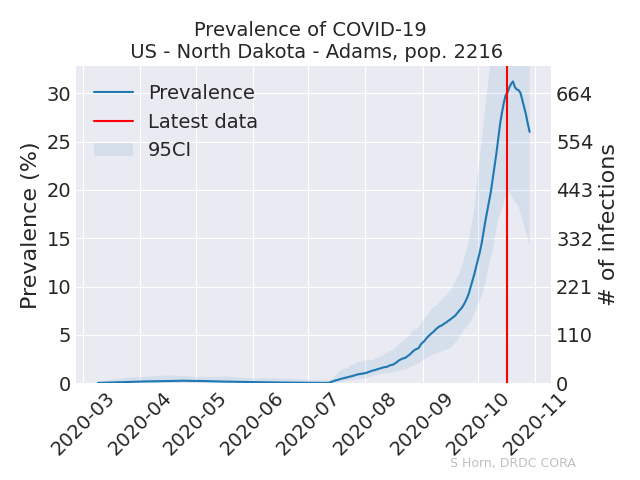 Prevalence of COVID-19
US - North Dakota - Adams, pop. 2216
Prevalence
Latest data
95CI
Prevalence (%)
30
25
20
15
10
5
0
# of infections
664
554
443
332
221
110
0
2020-03
2020-04
2020-05
2020-06
2020-07
2020-08
2020-09
2020-10
2020-11
S Horn, DRDC CORA